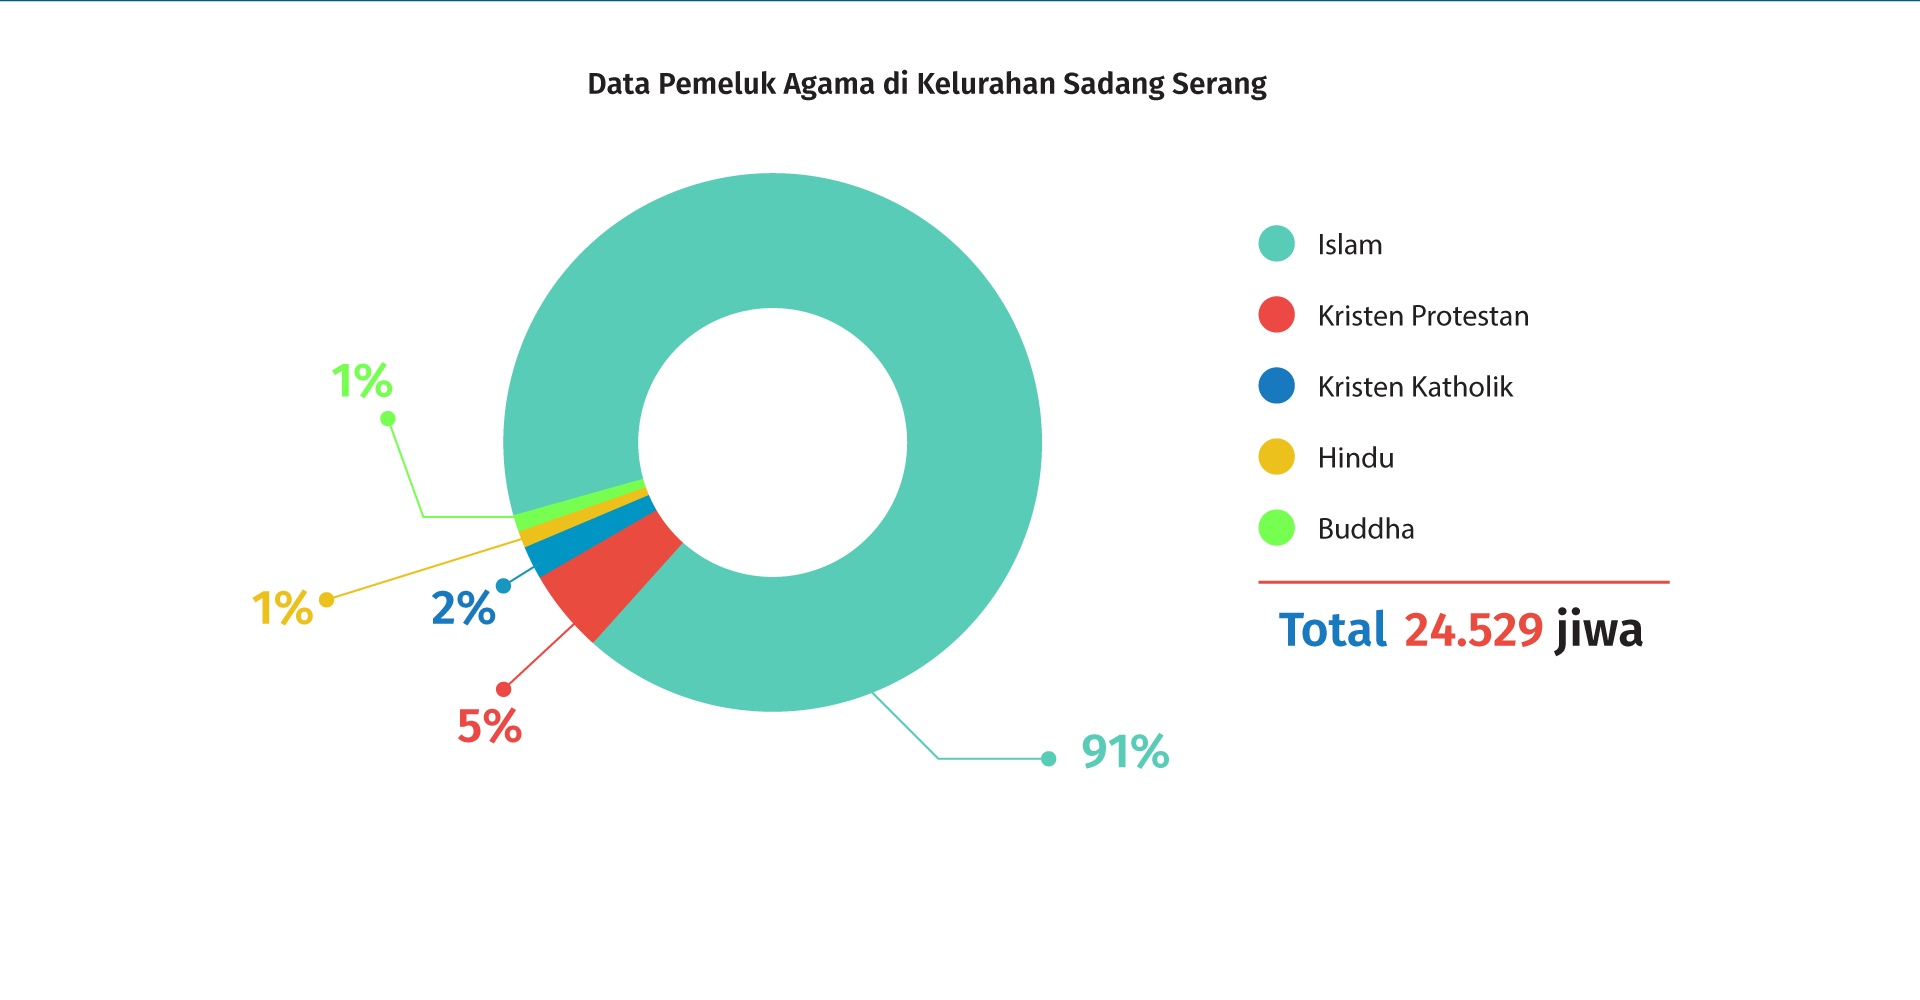 Data Pemeluk Agama di Kelurahan Sadang Serang
Islam
Kristen Protestan
Kristen Katholik
Hindu
Buddha
Total 24.529 jiwa
1%
1%
2%
5%
91%